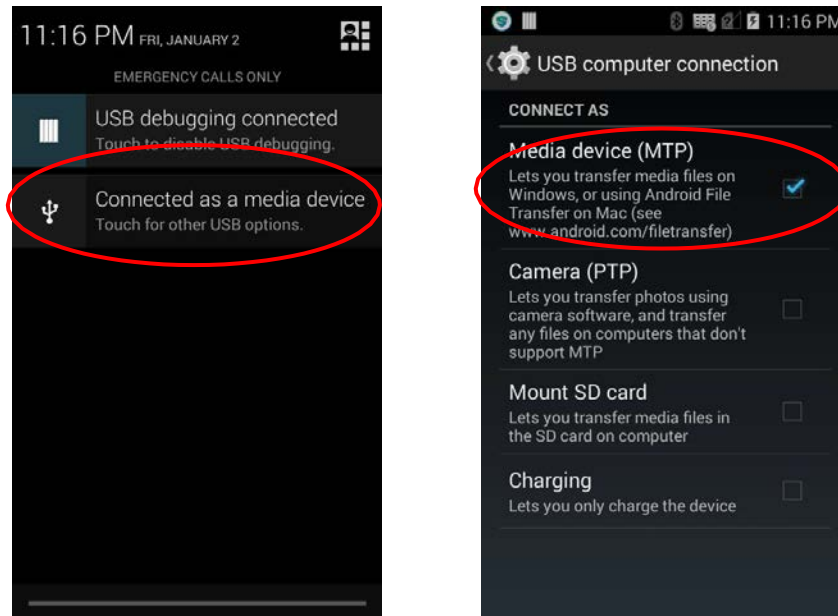 11:16 PM FRI, JANUARY 2
EMERGENCY CALLS ONLY
USB debugging connected
Touch to disable USB debugging.
Connected as a media device
Touch for other USB options.
11:16 PM
USB computer connection
CONNECT AS
Media device (MTP)
Lets you transfer media files on
Windows, or using Android File
Transfer on Mac (see
www.android.com/filetransfer)
Camera (PTP)
Lets you transfer photos using
camera software, and transfer
any files on computers that don't
support MTP
Mount SD card
Lets you transfer media files in
the SD card on computer
Charging
Lets you only charge the device